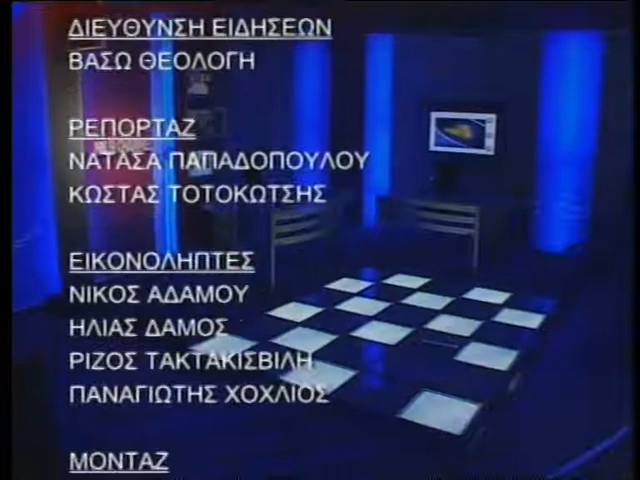 ΔΙΕΥΘΥΝΣΗ ΕΙΔΗΣΕΩΝ
ΒΑΣΩ ΘΕΟΛΟΓΗ
ΡΕΠΟΡΤΑΖ
ΝΑΤΑΣΑ ΠΑΠΑΔΟΠΟΥΛΟΥ
ΚΩΣΤΑΣ ΤΟΤΟΚΩΤΣΗΣ
ΕΙΚΟΝΟΛΗΠΤΕΣ
ΝΙΚΟΣ ΑΔΑΜΟΥ
ΗΛΙΑΣ ΔΑΜΟΣ
ΡΙΖΟΣ ΤΑΚΤΑΚΙΣΒΙΛΗ
ΠΑΝΑΓΙΩΤΗΣ ΧΟΧΛΙΟΣ
ΜΟΝΤΑΖ